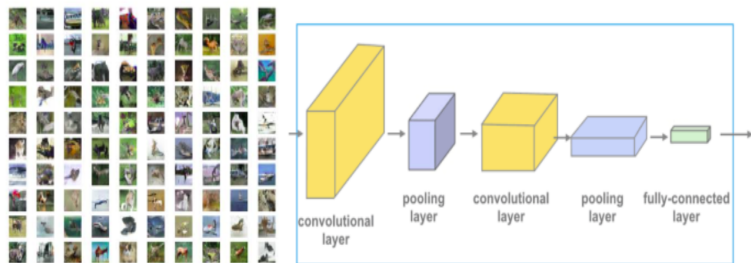 convolutional
layer
pooling
layer
convolutional
layer
pooling
layer
fully-connected
layer